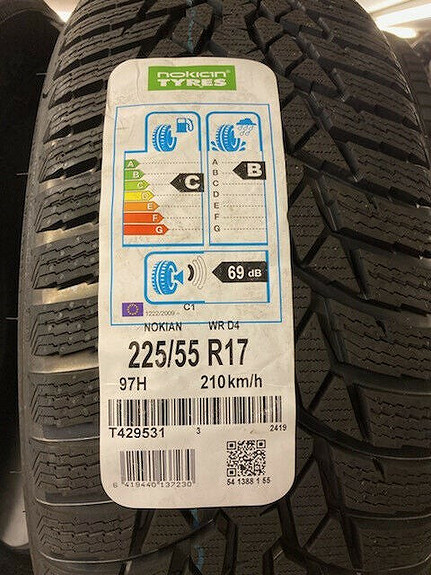 nokian®
TYRES
A A
B B B
C C C
D D
E E
F F
G G
69 dB
1222/2009 - C1
NOKIAN WR D4
225/55 R17
97H 210km/h
T429531 3 2419
6 419440 137230
54 1388 1 55